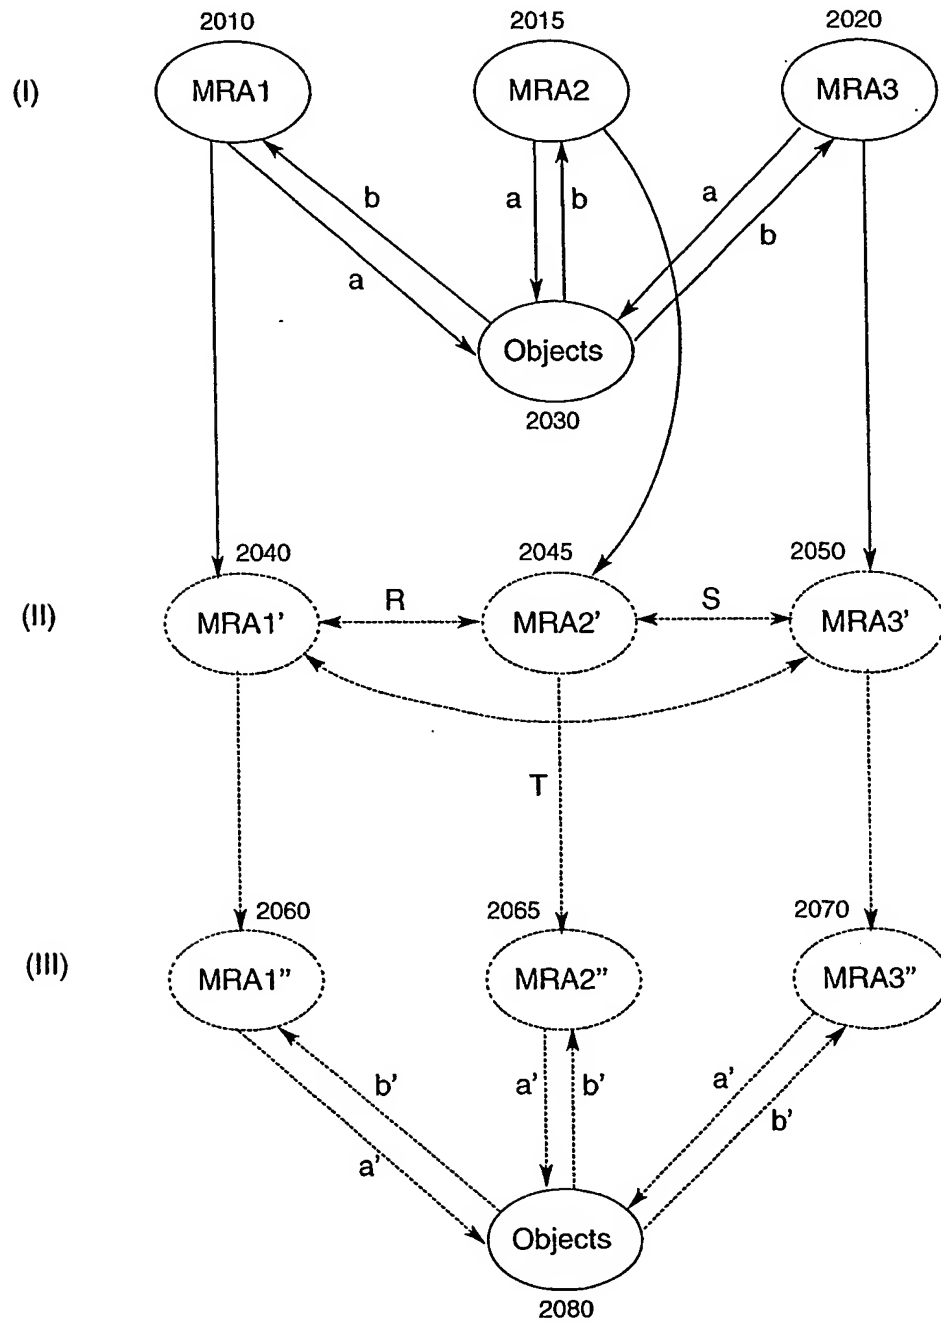 2010 2015 2020
(I) MRA1 MRA2 MRA3
b a b a b
a
Objects
2030
2040 2045 2050
(II) MRA1' R MRA2' S MRA3'
T
2060 2065 2070
(III) MRA1" MRA2" MRA3"
b' a' b' a' b'
a'
Objects
2080